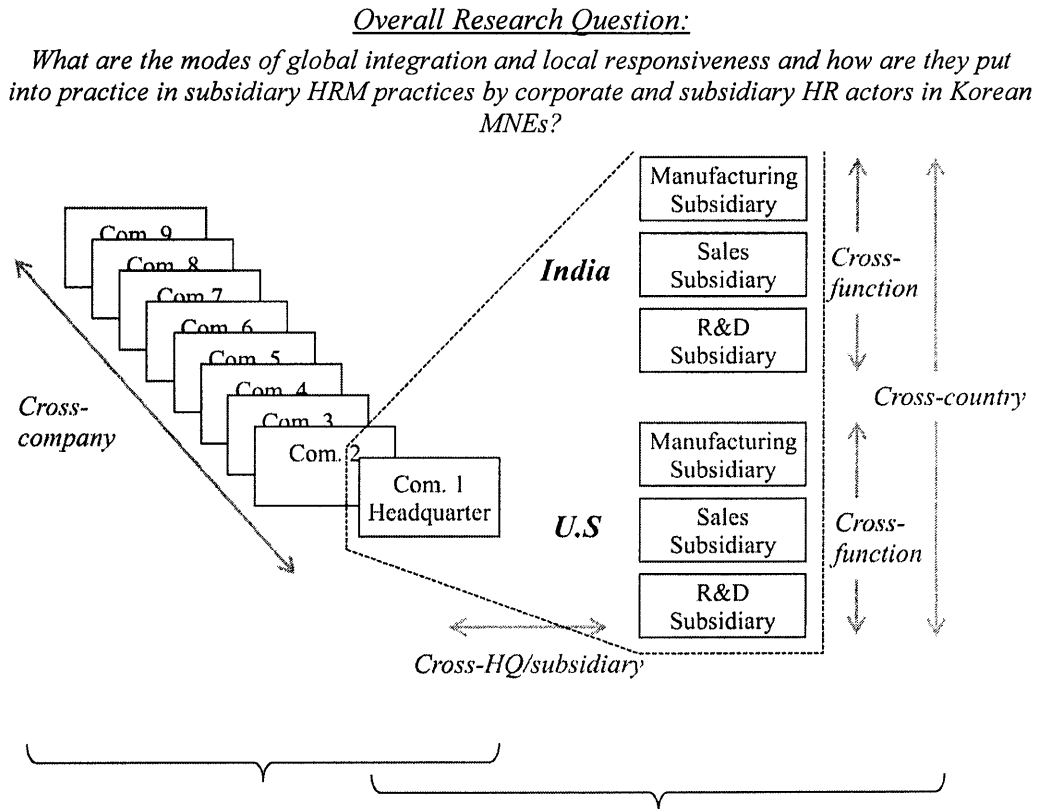 Overall Research Question:
What are the modes of global integration and local responsiveness and how are they put
into practice in subsidiary HRM practices by corporate and subsidiary HR actors in Korean
MNEs?
Com. 9
Com. 8
Com.7
Com. 6
Com. 5
Com. 4
Com. 3
Com. 2
Com. 1
Headquarter
Cross-
company
India
Manufacturing
Subsidiary
Sales
Subsidiary
R&D
Subsidiary
Cross-
function
Cross-country
U.S
Manufacturing
Subsidiary
Sales
Subsidiary
R&D
Subsidiary
Cross-
function
Cross-HQ/subsidiary